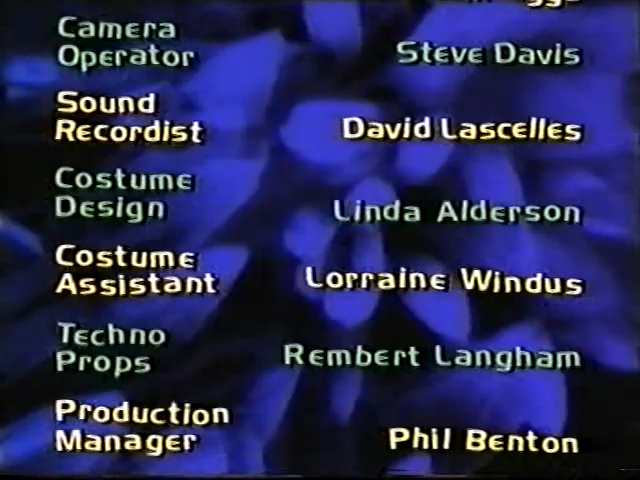 Camera
Operator Steve Davis
Sound
Recordist David Lascelles
Costume
Design Linda Alderson
Costume
Assistant Lorraine Windus
Techno
Props Rembert Langham
Production
Manager Phil Benton